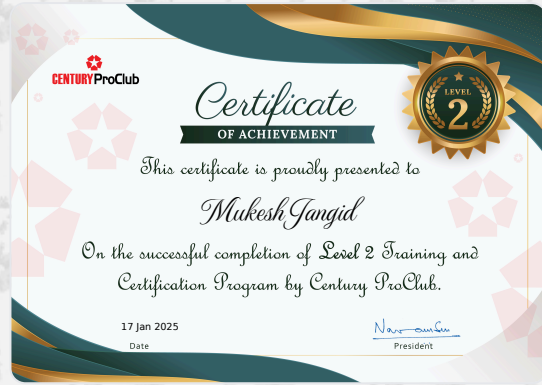 CENTURY ProClub
Certificate
OF ACHIEVEMENT
LEVEL
2
This certificate is proudly presented to
Mukesh Jangid
On the successful completion of Level 2 Training and
Certification Program by Century ProClub.
17 Jan 2025
Date
President